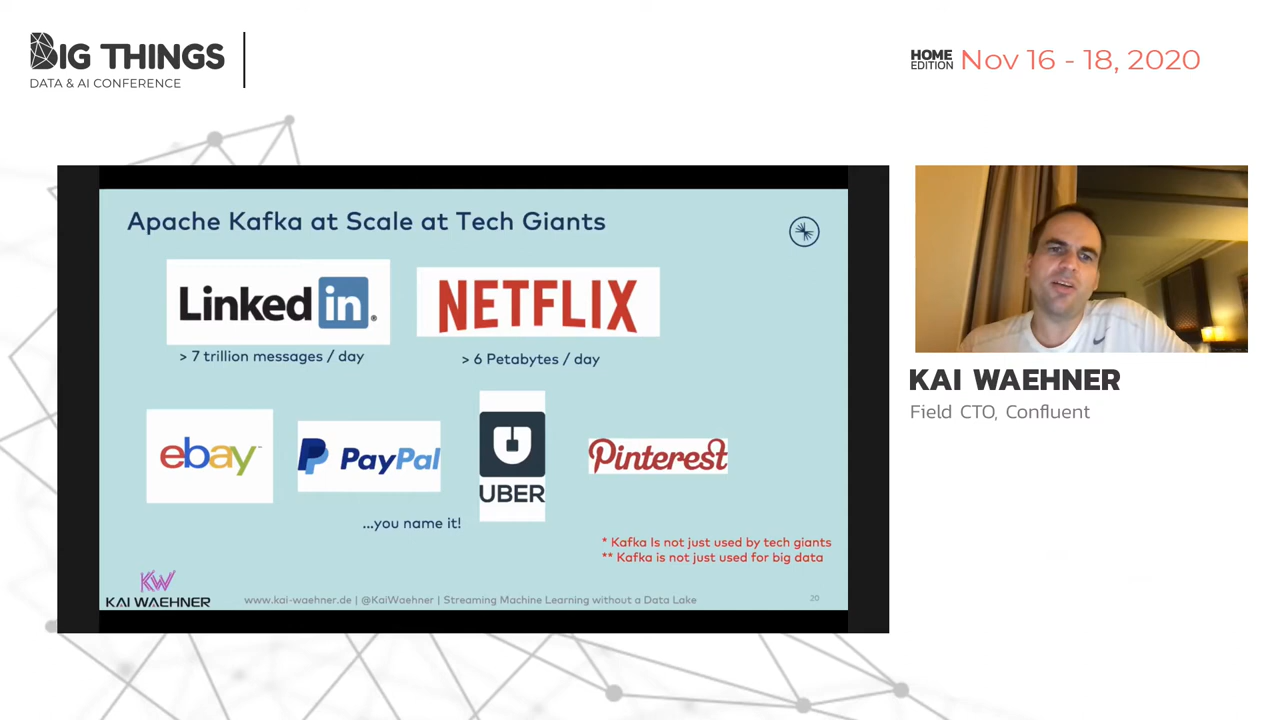 BIG THINGS
DATA & AI CONFERENCE
HOME
EDITION
Nov 16 - 18, 2020
Apache Kafka at Scale at Tech Giants
Linked in ®
NETFLIX
> 7 trillion messages / day
> 6 Petabytes / day
ebay™
PayPal
UBER
Pinterest
...you name it!
* Kafka Is not just used by tech giants
** Kafka is not just used for big data
KW
KAI WAEHNER
www.kai-waehner.de | @KaiWaehner | Streaming Machine Learning without a Data Lake
20
KAI WAEHNER
Field CTO, Confluent